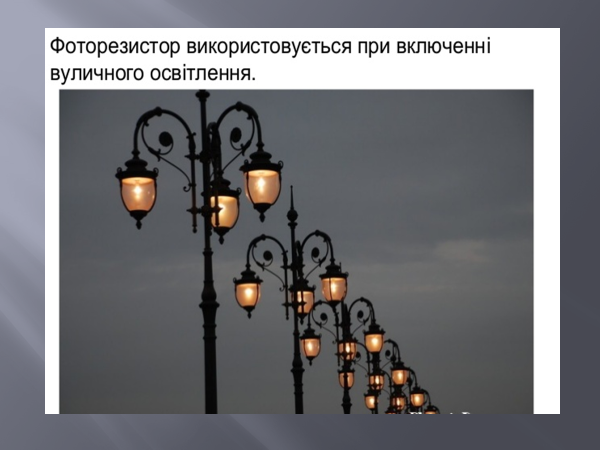 Фоторезистор використовується при включенні
вуличного освітлення.